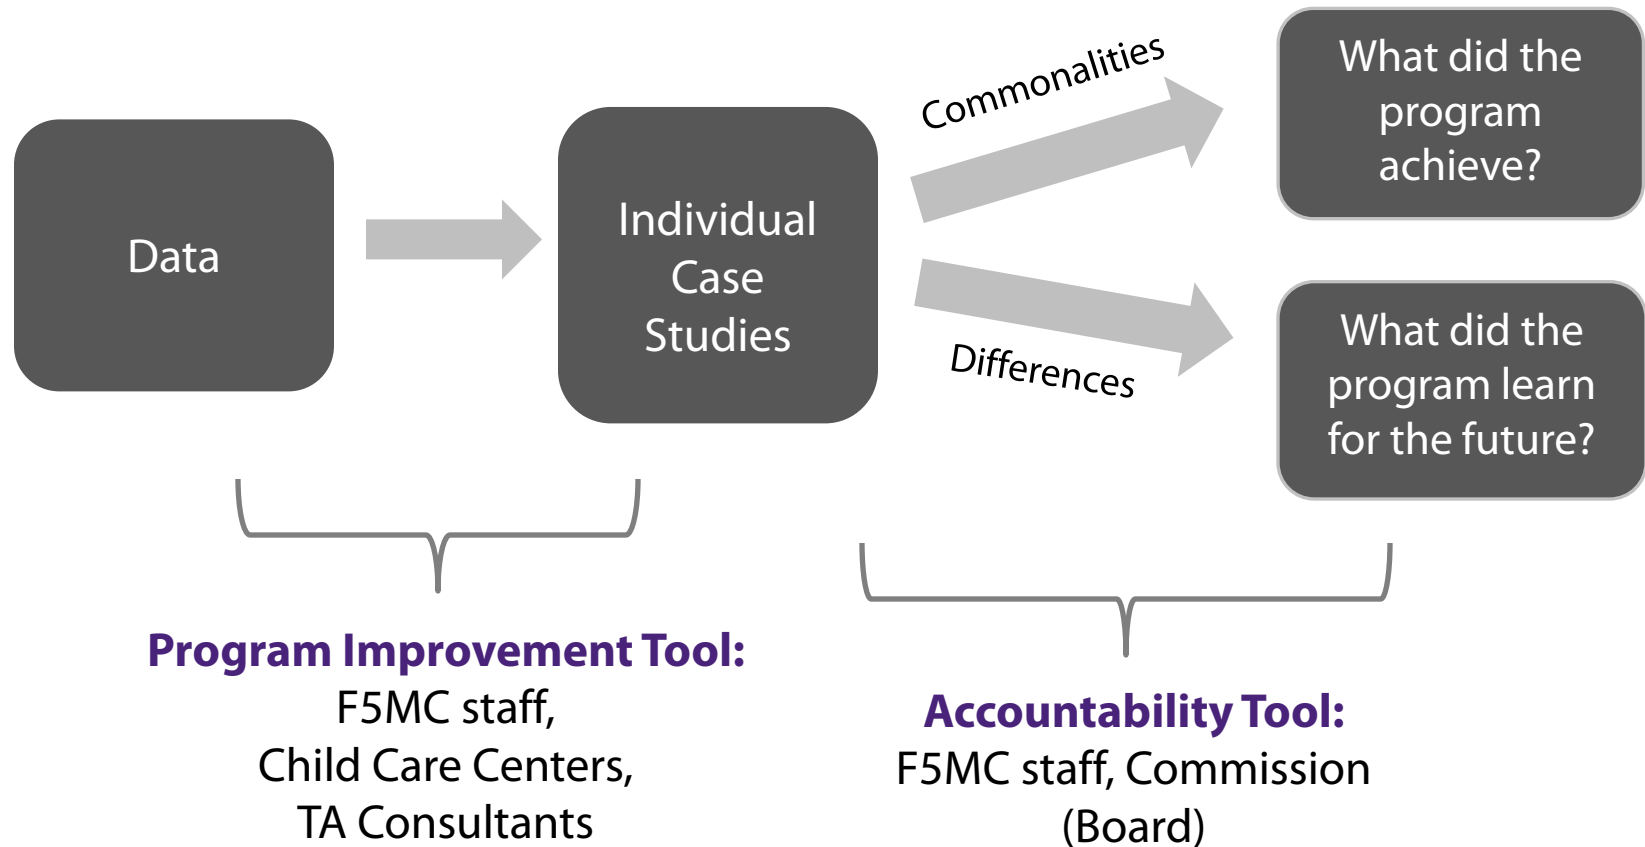 Data
Individual
Case
Studies
Commonalities
Differences
What did the
program
achieve?
What did the
program learn
for the future?
Program Improvement Tool:
F5MC staff,
Child Care Centers,
TA Consultants
Accountability Tool:
F5MC staff, Commission
(Board)